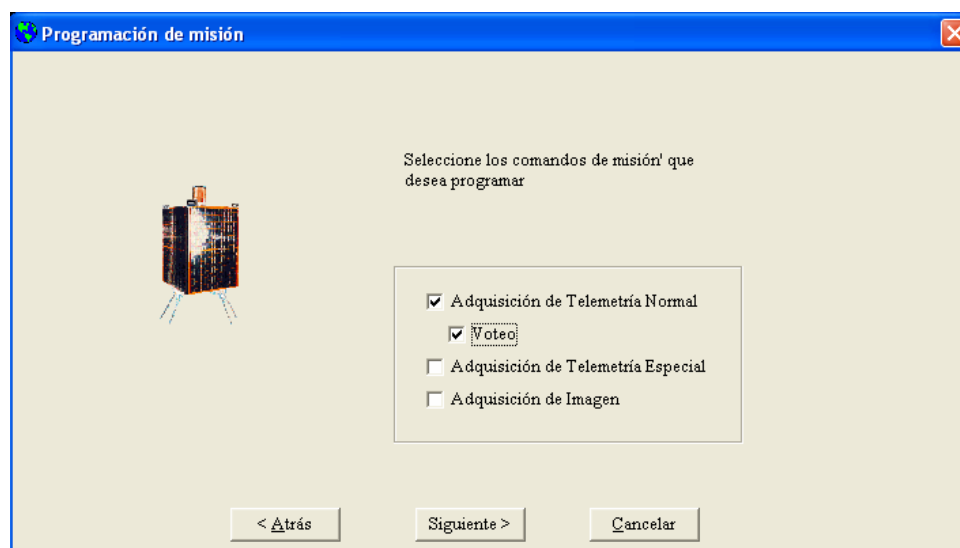 Programación de misión
Seleccione los comandos de misión' que
desea programar
Adquisición de Telemetría Normal
Voteo
Adquisición de Telemetría Especial
Adquisición de Imagen
< Atrás
Siguiente >
Cancelar